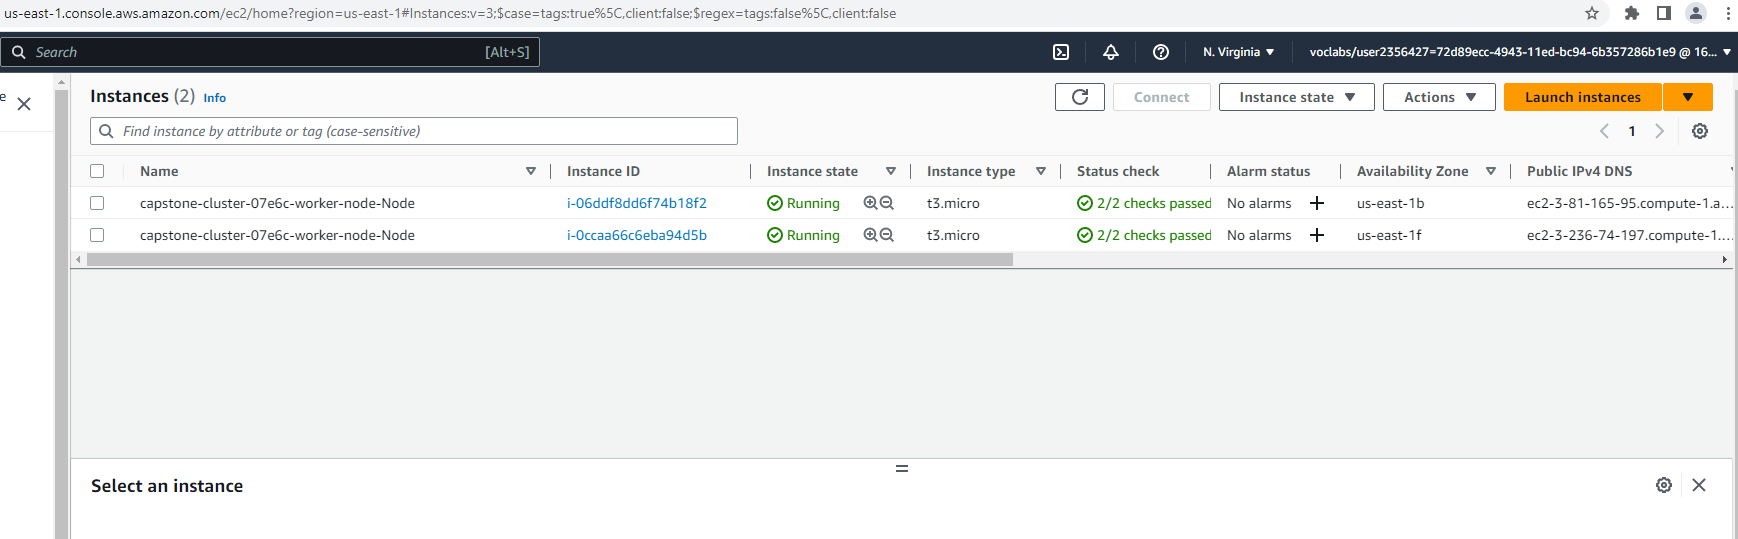 us-east-1.console.aws.amazon.com/ec2/home?region=us-east-1#Instances:v=3;$case=tags:true%5C,client:false;$regex=tags:false%5C,client:false
Search [Alt+S] N. Virginia voclabs/user2356427=72d89ecc-4943-11ed-bc94-6b357286b1e9 @ 16...
e
Instances (2) Info Connect Instance state Actions Launch instances
Find instance by attribute or tag (case-sensitive) 1
Name Instance ID Instance state Instance type Status check Alarm status Availability Zone Public IPv4 DNS
capstone-cluster-07e6c-worker-node-Node i-06ddf8dd6f74b18f2 Running t3.micro 2/2 checks passed No alarms us-east-1b ec2-3-81-165-95.compute-1.a...
capstone-cluster-07e6c-worker-node-Node i-0ccaa66c6eba94d5b Running t3.micro 2/2 checks passed No alarms us-east-1f ec2-3-236-74-197.compute-1....
Select an instance